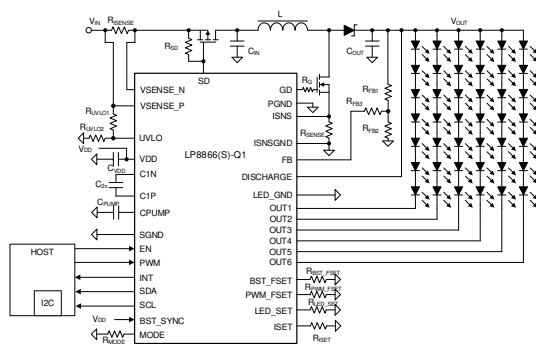 VIN RISENSE L VOUT
RSD CIN COUT
SD
VSENSE_N
VSENSE_P
RUVLO1
RUVLO2 UVLO
VDD VDD
CVDD
C1N
C2x
C1P
CPUMP CPUMP
SGND
HOST
EN
PWM
INT
SDA
I2C
SCL
VDD BST_SYNC
RMODE MODE
LP8866(S)-Q1
GD RG
PGND
ISNS
RSENSE
ISNSGND
FB
RFB1
RFB3
RFB2
DISCHARGE
LED_GND
OUT1
OUT2
OUT3
OUT4
OUT5
OUT6
BST_FSET RBST_FSET
PWM_FSET RPWM_FSET
LED_SET RLED_SET
ISET RISET